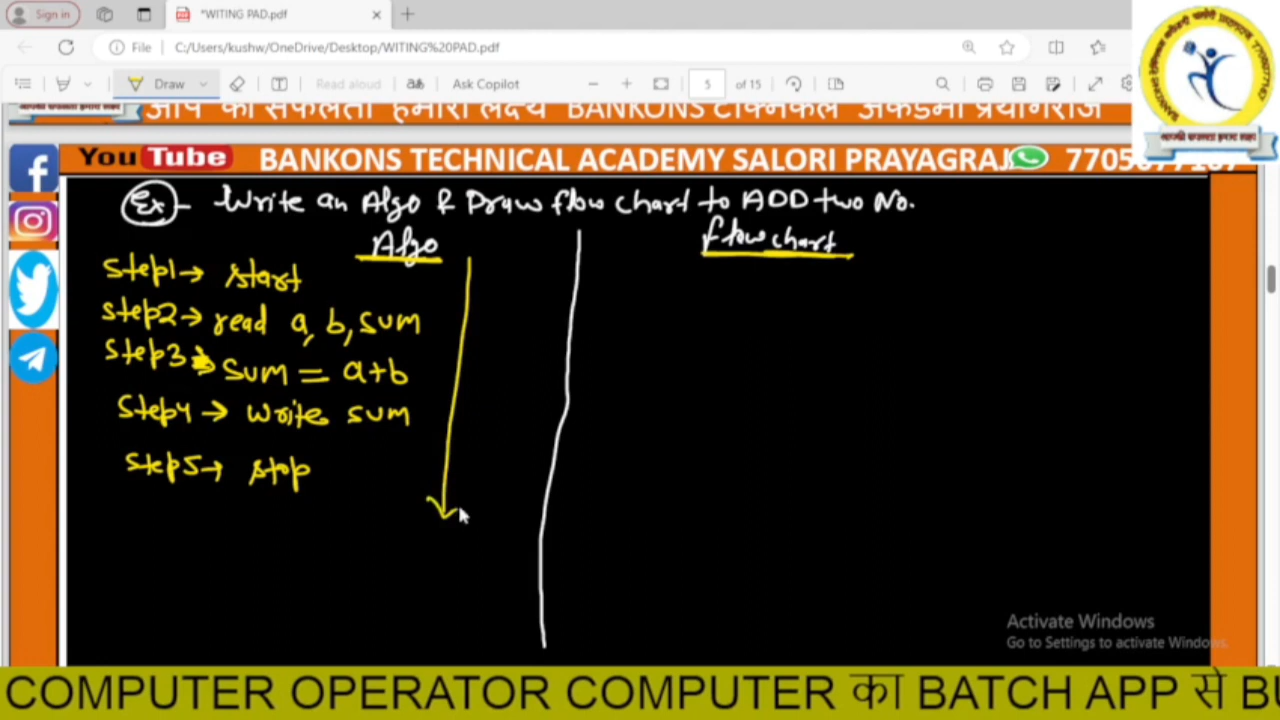 Sign in
*WITING PAD.pdf
File C:/Users/kushw/OneDrive/Desktop/WITING%20PAD.pdf
Draw Read aloud Ask Copilot 5 of 15
You Tube BANKONS TECHNICAL ACADEMY SALORI PRAYAGRAJ
Ex - Write an Algo & Draw flow chart to ADD two No.
Algo
flow chart
Step1→ start
Step2→ read a, b, sum
Step3→ sum = a+b
Step4→ write sum
Step5→ stop
Activate Windows
Go to Settings to activate Windows.
COMPUTER OPERATOR COMPUTER का BATCH APP से BU